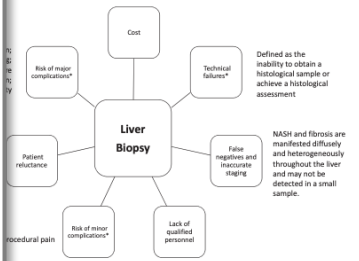 Cost
Risk of major
complications*
Technical
failures*
Defined as the
inability to obtain a
histological sample or
achieve a histological
assessment
Liver
Biopsy
Patient
reluctance
False
negatives and
inaccurate
staging
NASH and fibrosis are
manifested diffusely
and heterogeneously
throughout the liver
and may not be
detected in a small
sample.
Risk of minor
complications*
Lack of
qualified
personnel
rocedural pain